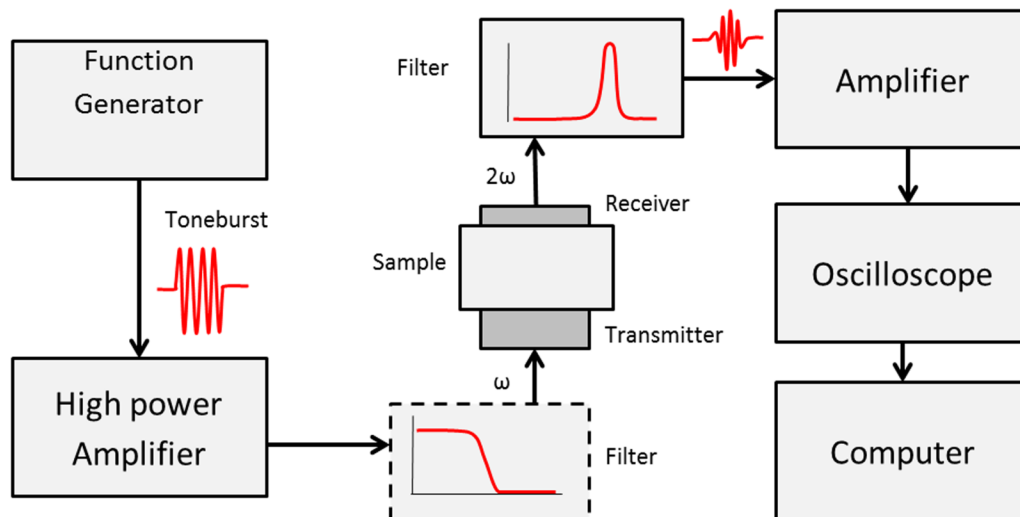 Function
Generator
Toneburst
High power
Amplifier
Filter
ω
Transmitter
Sample
Receiver
2ω
Filter
Amplifier
Oscilloscope
Computer